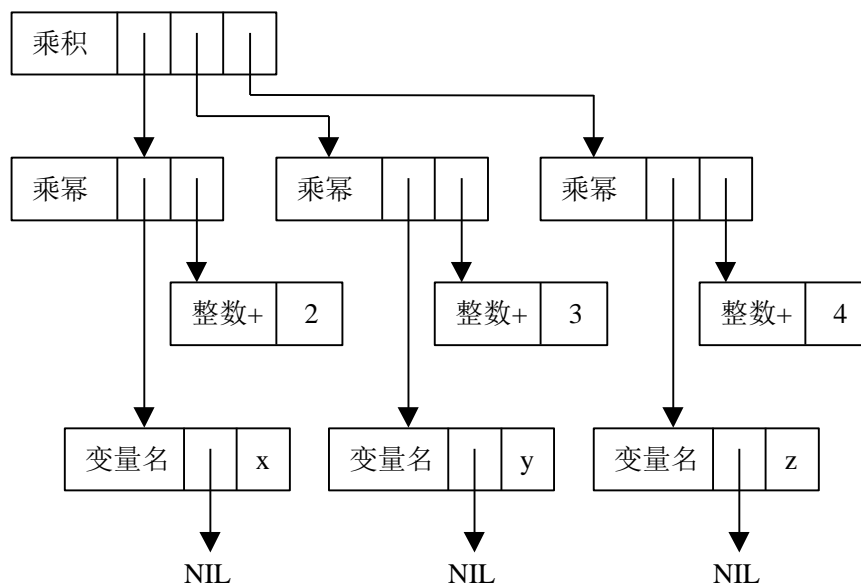 乘积
乘幂 乘幂 乘幂
整数+ 2 整数+ 3 整数+ 4
变量名 x 变量名 y 变量名 z
NIL NIL NIL